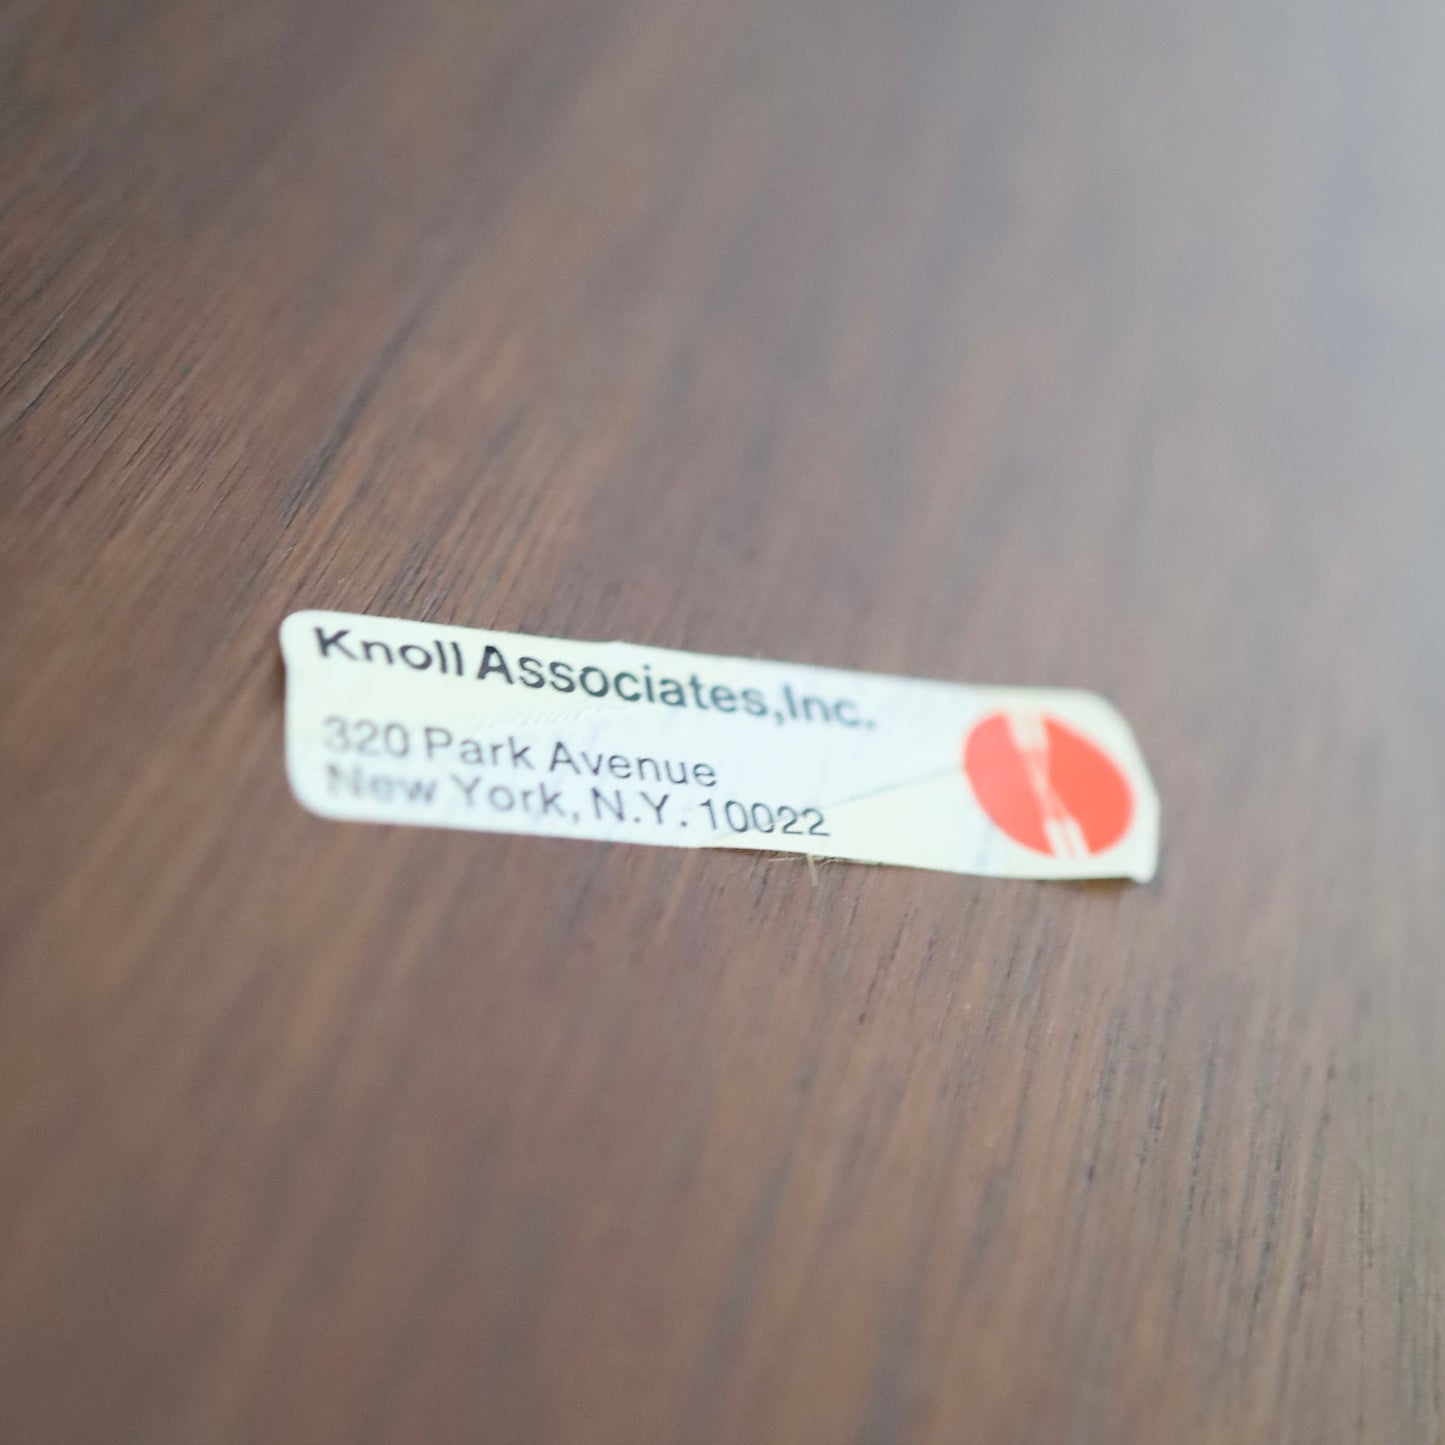 Knoll Associates, Inc.
320 Park Avenue
New York, N.Y. 10022